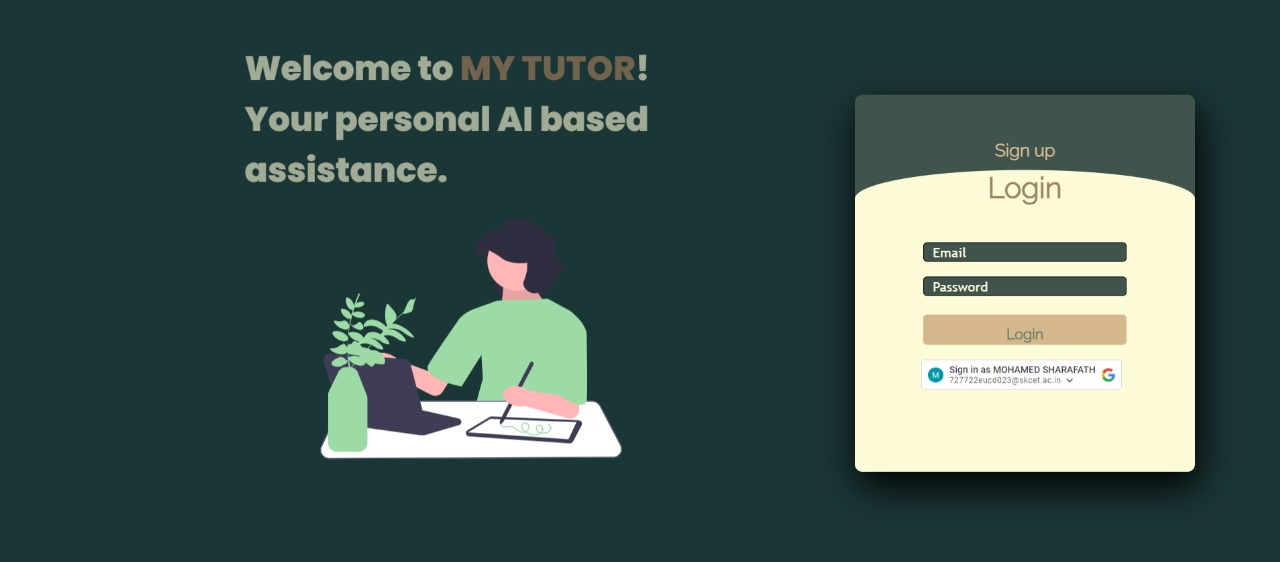 Welcome to MY TUTOR!
Your personal AI based
assistance.
Sign up
Login
Email
Password
Login
M
Sign in as MOHAMED SHARAFATH
727722eucd023@skcet.ac.in
G